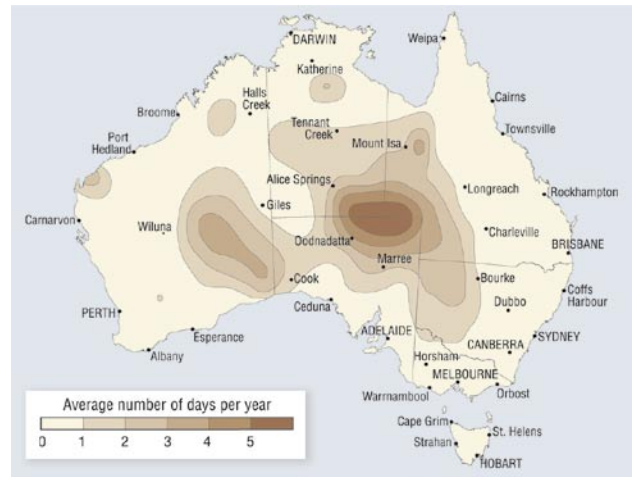 DARWIN
Weipa
Katherine
Halls
Creek
Cairns
Broome
Tennant
Creek
Townsville
Port
Hedland
Mount Isa
Alice Springs
Longreach
Rockhampton
Giles
Carnarvon
Wiluna
Charleville
Oodnadatta
BRISBANE
Marree
Cook
Bourke
Coffs
Harbour
PERTH
Ceduna
Dubbo
Esperance
ADELAIDE
SYDNEY
Albany
CANBERRA
Horsham
MELBOURNE
Orbost
Warrnambool
Average number of days per year
0 1 2 3 4 5
Cape Grim
St. Helens
Strahan
HOBART